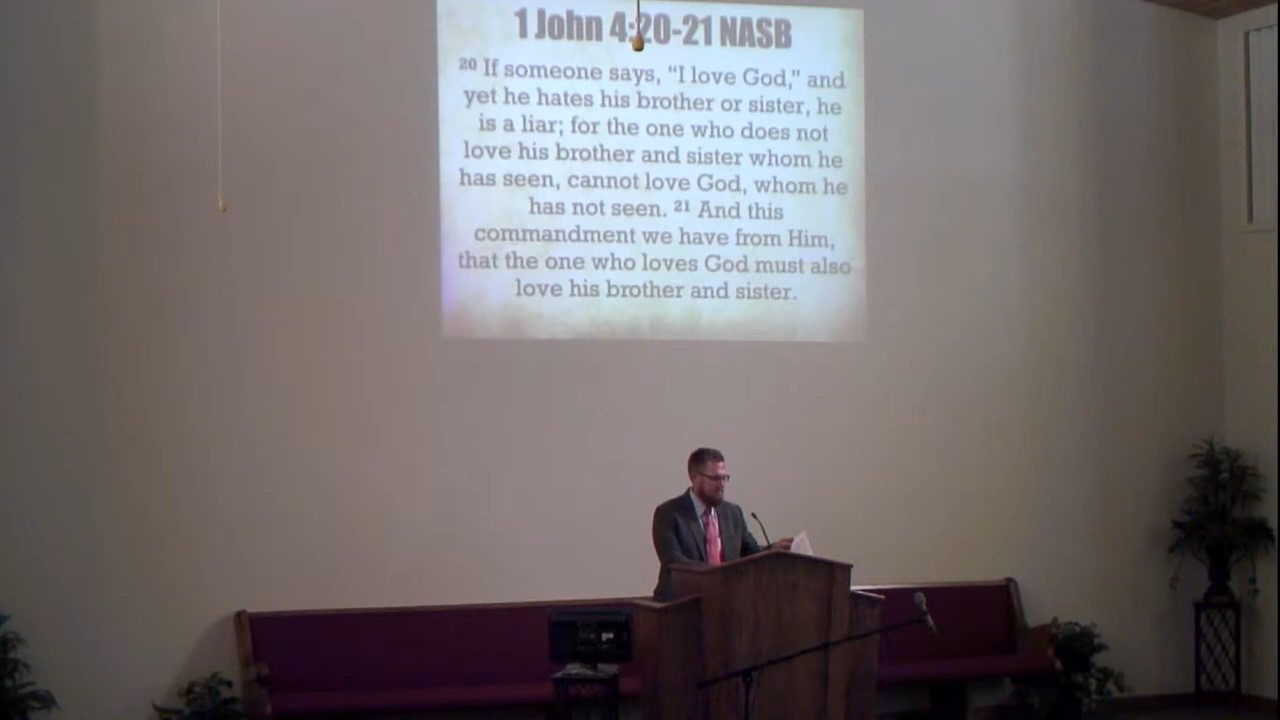 1 John 4:20-21 NASB
²⁰ If someone says, “I love God,” and
yet he hates his brother or sister, he
is a liar; for the one who does not
love his brother and sister whom he
has seen, cannot love God, whom he
has not seen. ²¹ And this
commandment we have from Him,
that the one who loves God must also
love his brother and sister.